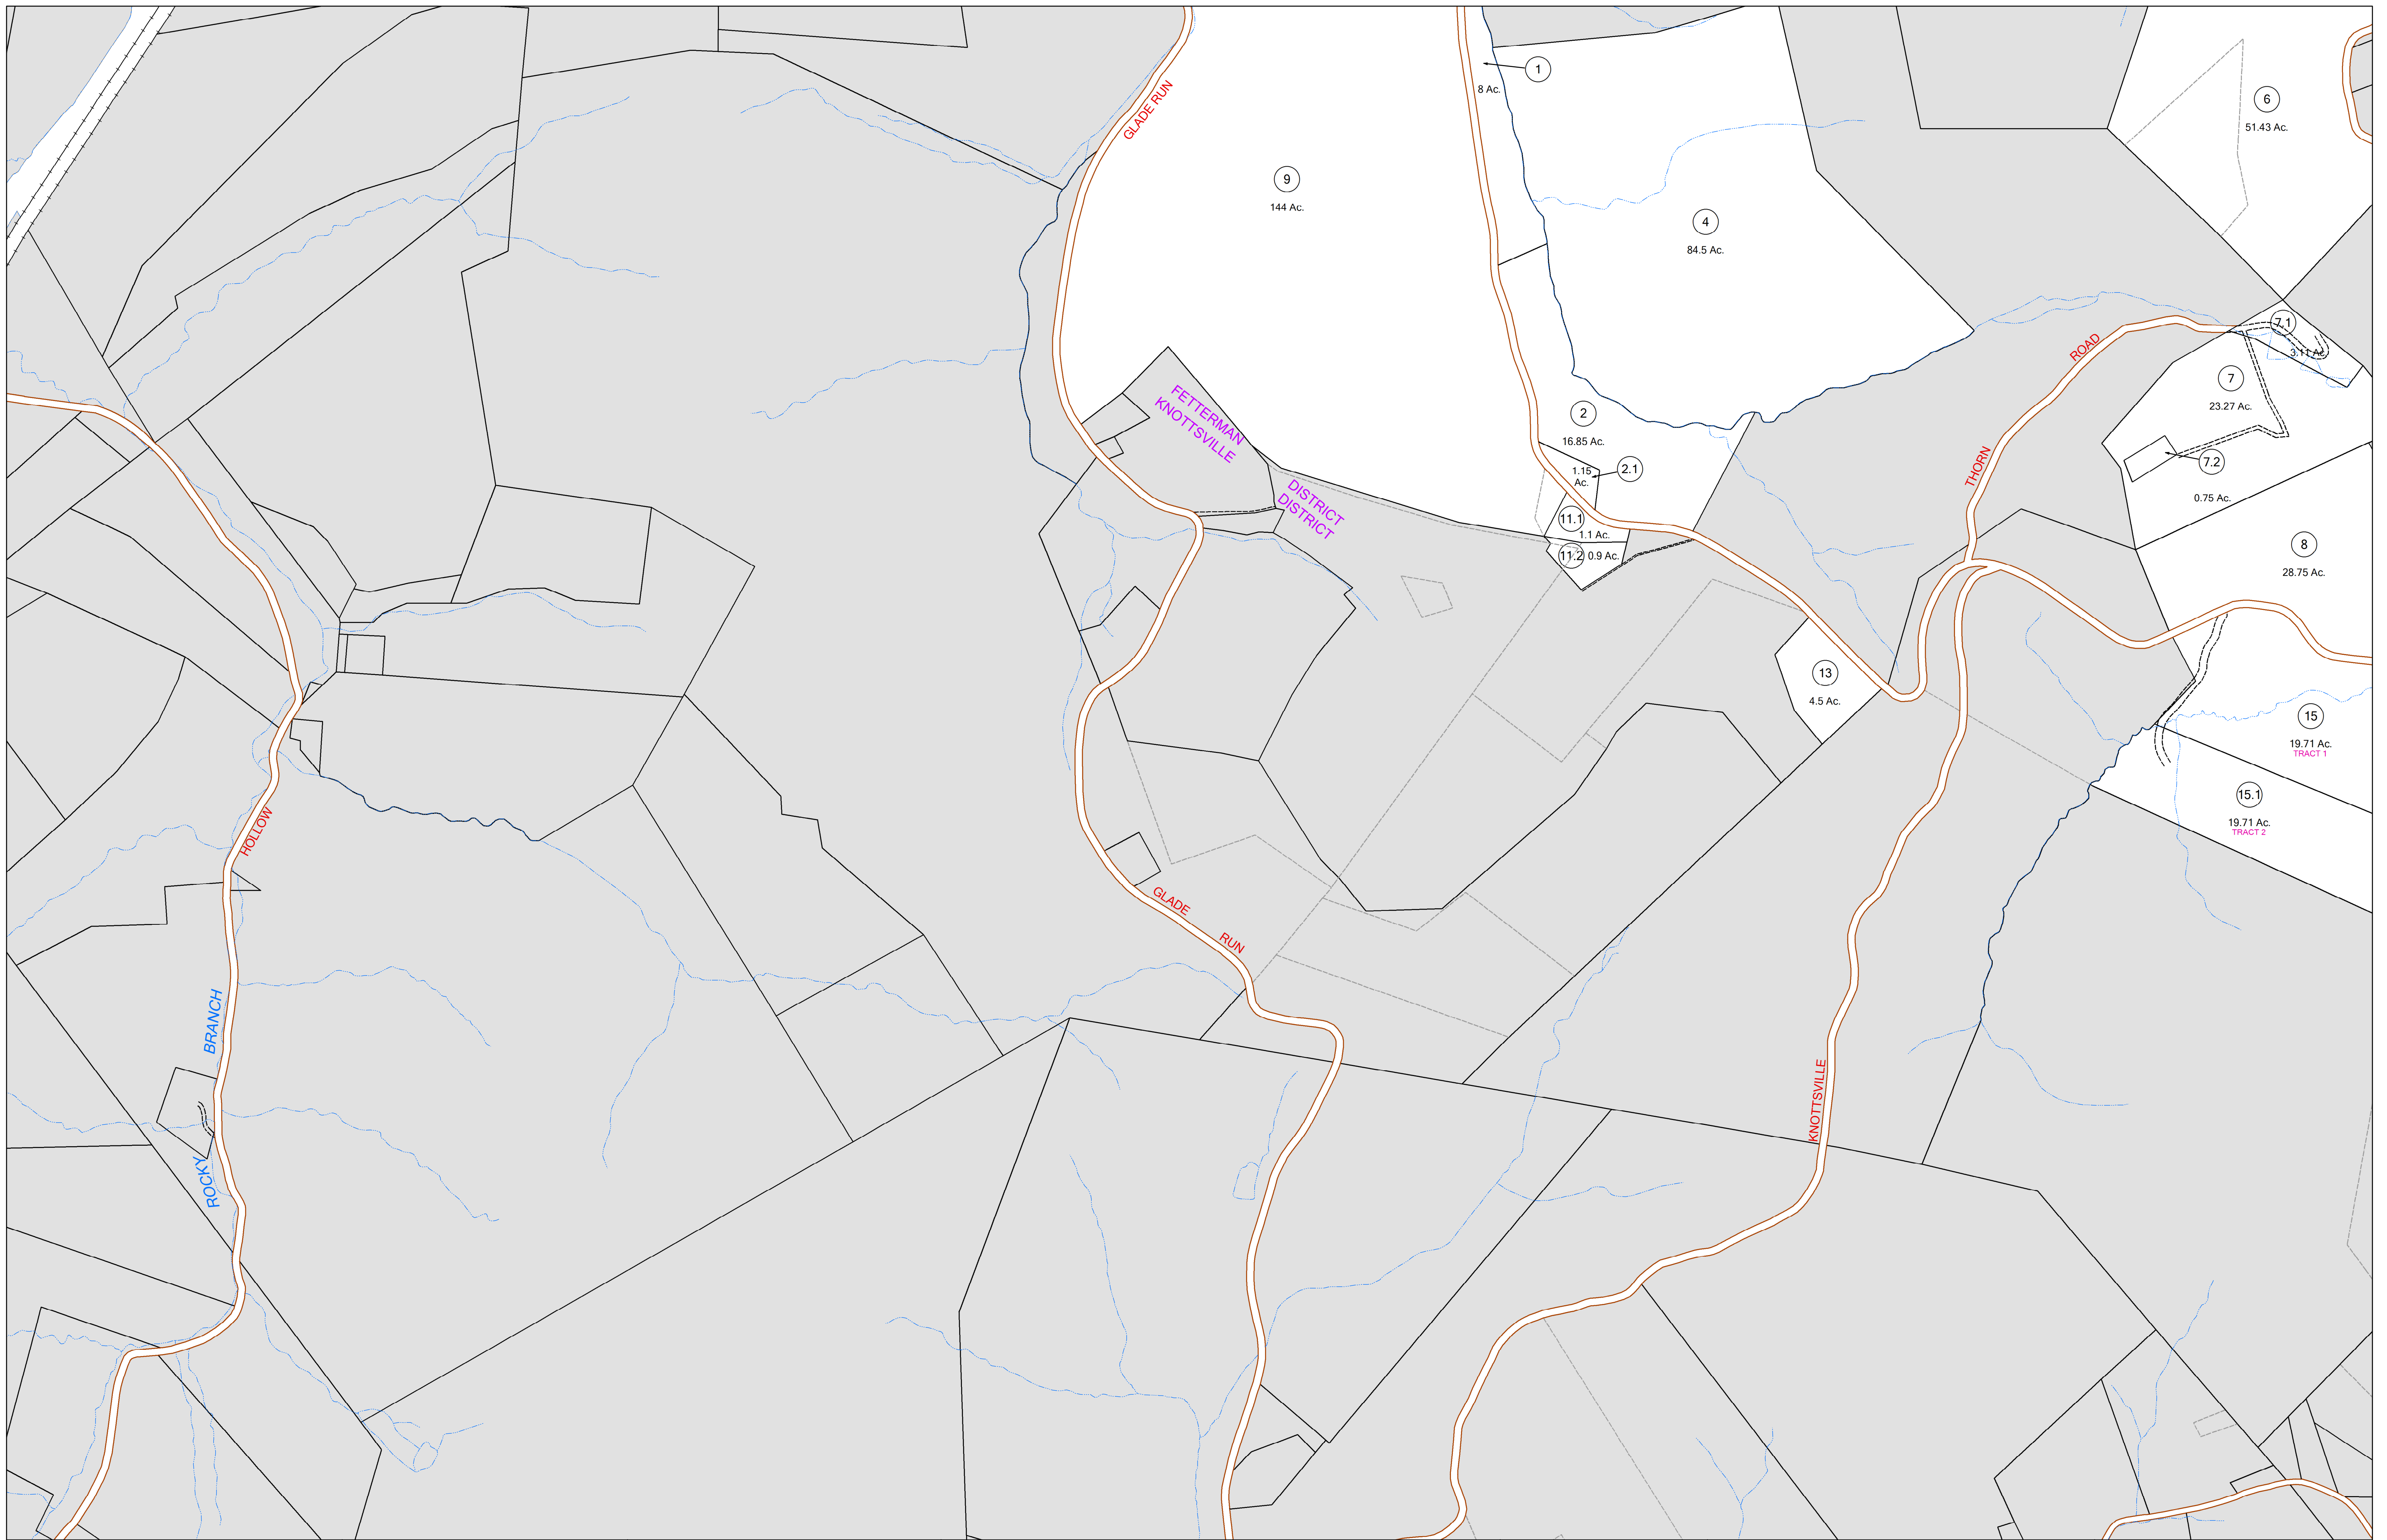 1
8 Ac.
GLADE RUN
6
51.43 Ac.
9
144 Ac.
4
84.5 Ac.
7.1
3.11 Ac.
ROAD
THORN
7
23.27 Ac.
7.2
0.75 Ac.
FETTERMAN
KNOTTSVILLE
DISTRICT
DISTRICT
2
16.85 Ac.
2.1
1.15
Ac.
11.1
1.1 Ac.
11.2
0.9 Ac.
8
28.75 Ac.
13
4.5 Ac.
15
19.71 Ac.
TRACT 1
15.1
19.71 Ac.
TRACT 2
HOLLOW
GLADE
RUN
BRANCH
ROCKY
KNOTTSVILLE